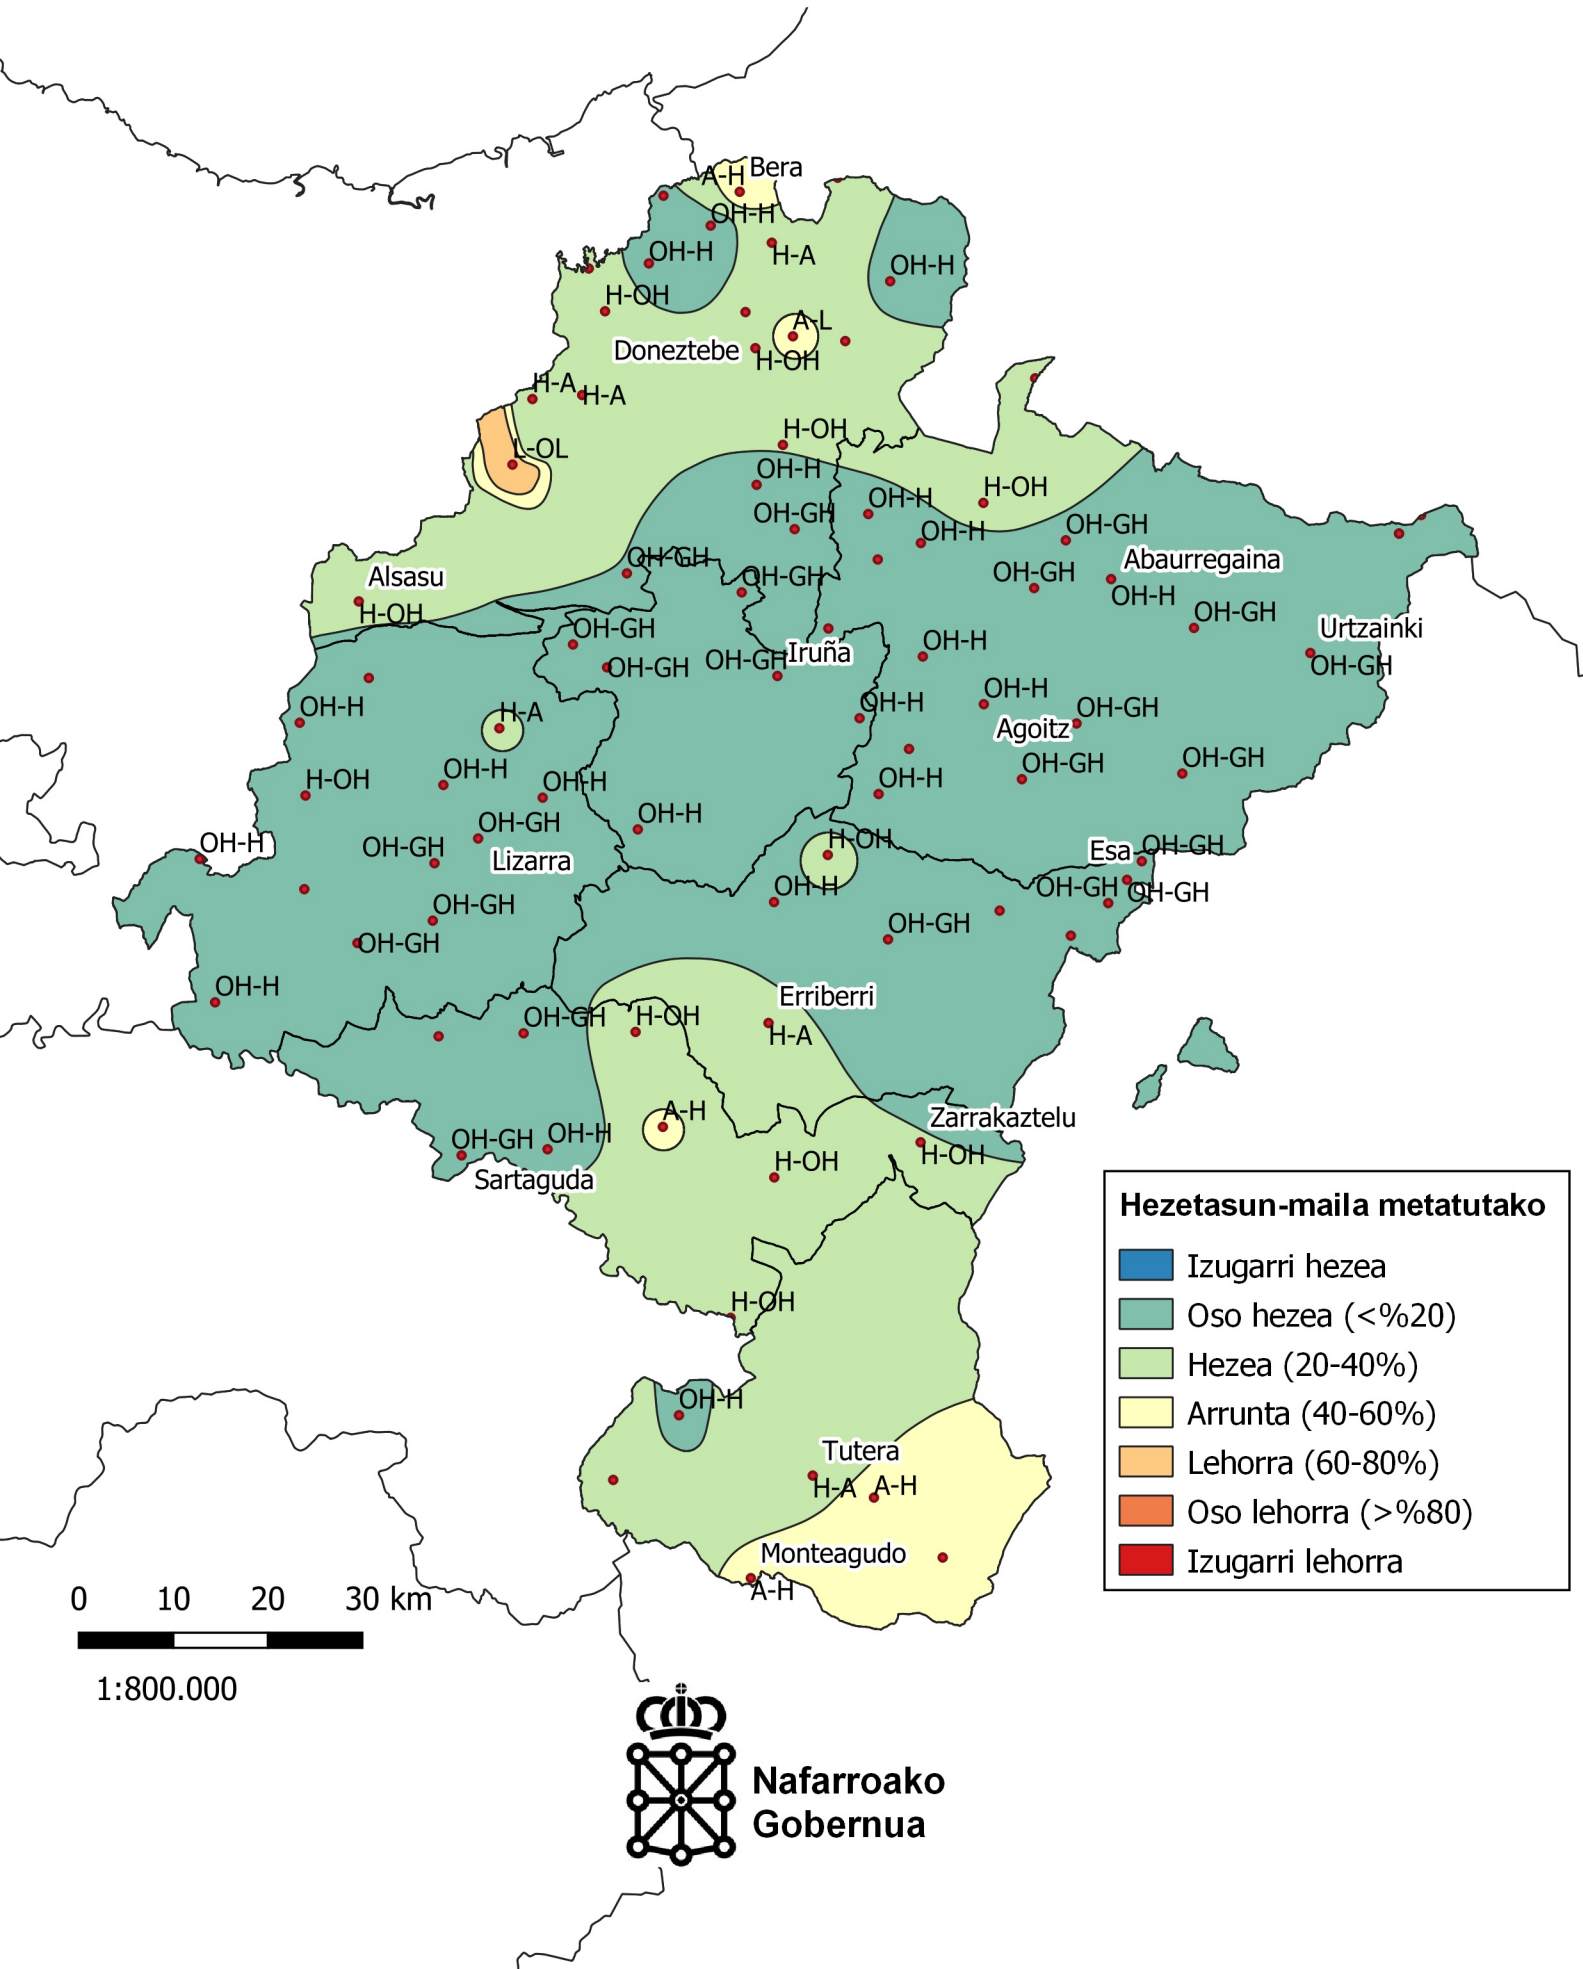 Bera
A-H
OH-H
OH-H
H-A
OH-H
H-OH
A-L
Doneztebe
H-OH
H-A
H-A
H-OH
L-OL
OH-H
H-OH
OH-H
OH-GH
OH-H
OH-GH
OH-GH
Abaurregaina
Alsasu
OH-GH
OH-GH
OH-H
H-OH
OH-GH
OH-GH
Urtzainki
OH-H
Iruña
OH-GH
OH-GH
OH-GH
OH-H
OH-H
OH-H
OH-GH
H-A
Agoitz
OH-GH
OH-GH
OH-H
H-OH
OH-H
OH-H
OH-H
OH-GH
OH-H
H-OH
OH-H
OH-GH
Lizarra
Esa
OH-GH
OH-GH
OH-GH
OH-H
OH-GH
OH-GH
OH-GH
OH-H
Erriberri
OH-GH
H-OH
H-A
A-H
Zarrakaztelu
OH-GH
OH-H
H-OH
H-OH
Sartaguda
H-OH
OH-H
Tutera
H-A
A-H
Monteagudo
A-H
Hezetasun-maila metatutako
Izugarri hezea
Oso hezea (<%20)
Hezea (20-40%)
Arrunta (40-60%)
Lehorra (60-80%)
Oso lehorra (>%80)
Izugarri lehorra
0 10 20 30 km
1:800.000
Nafarroako
Gobernua